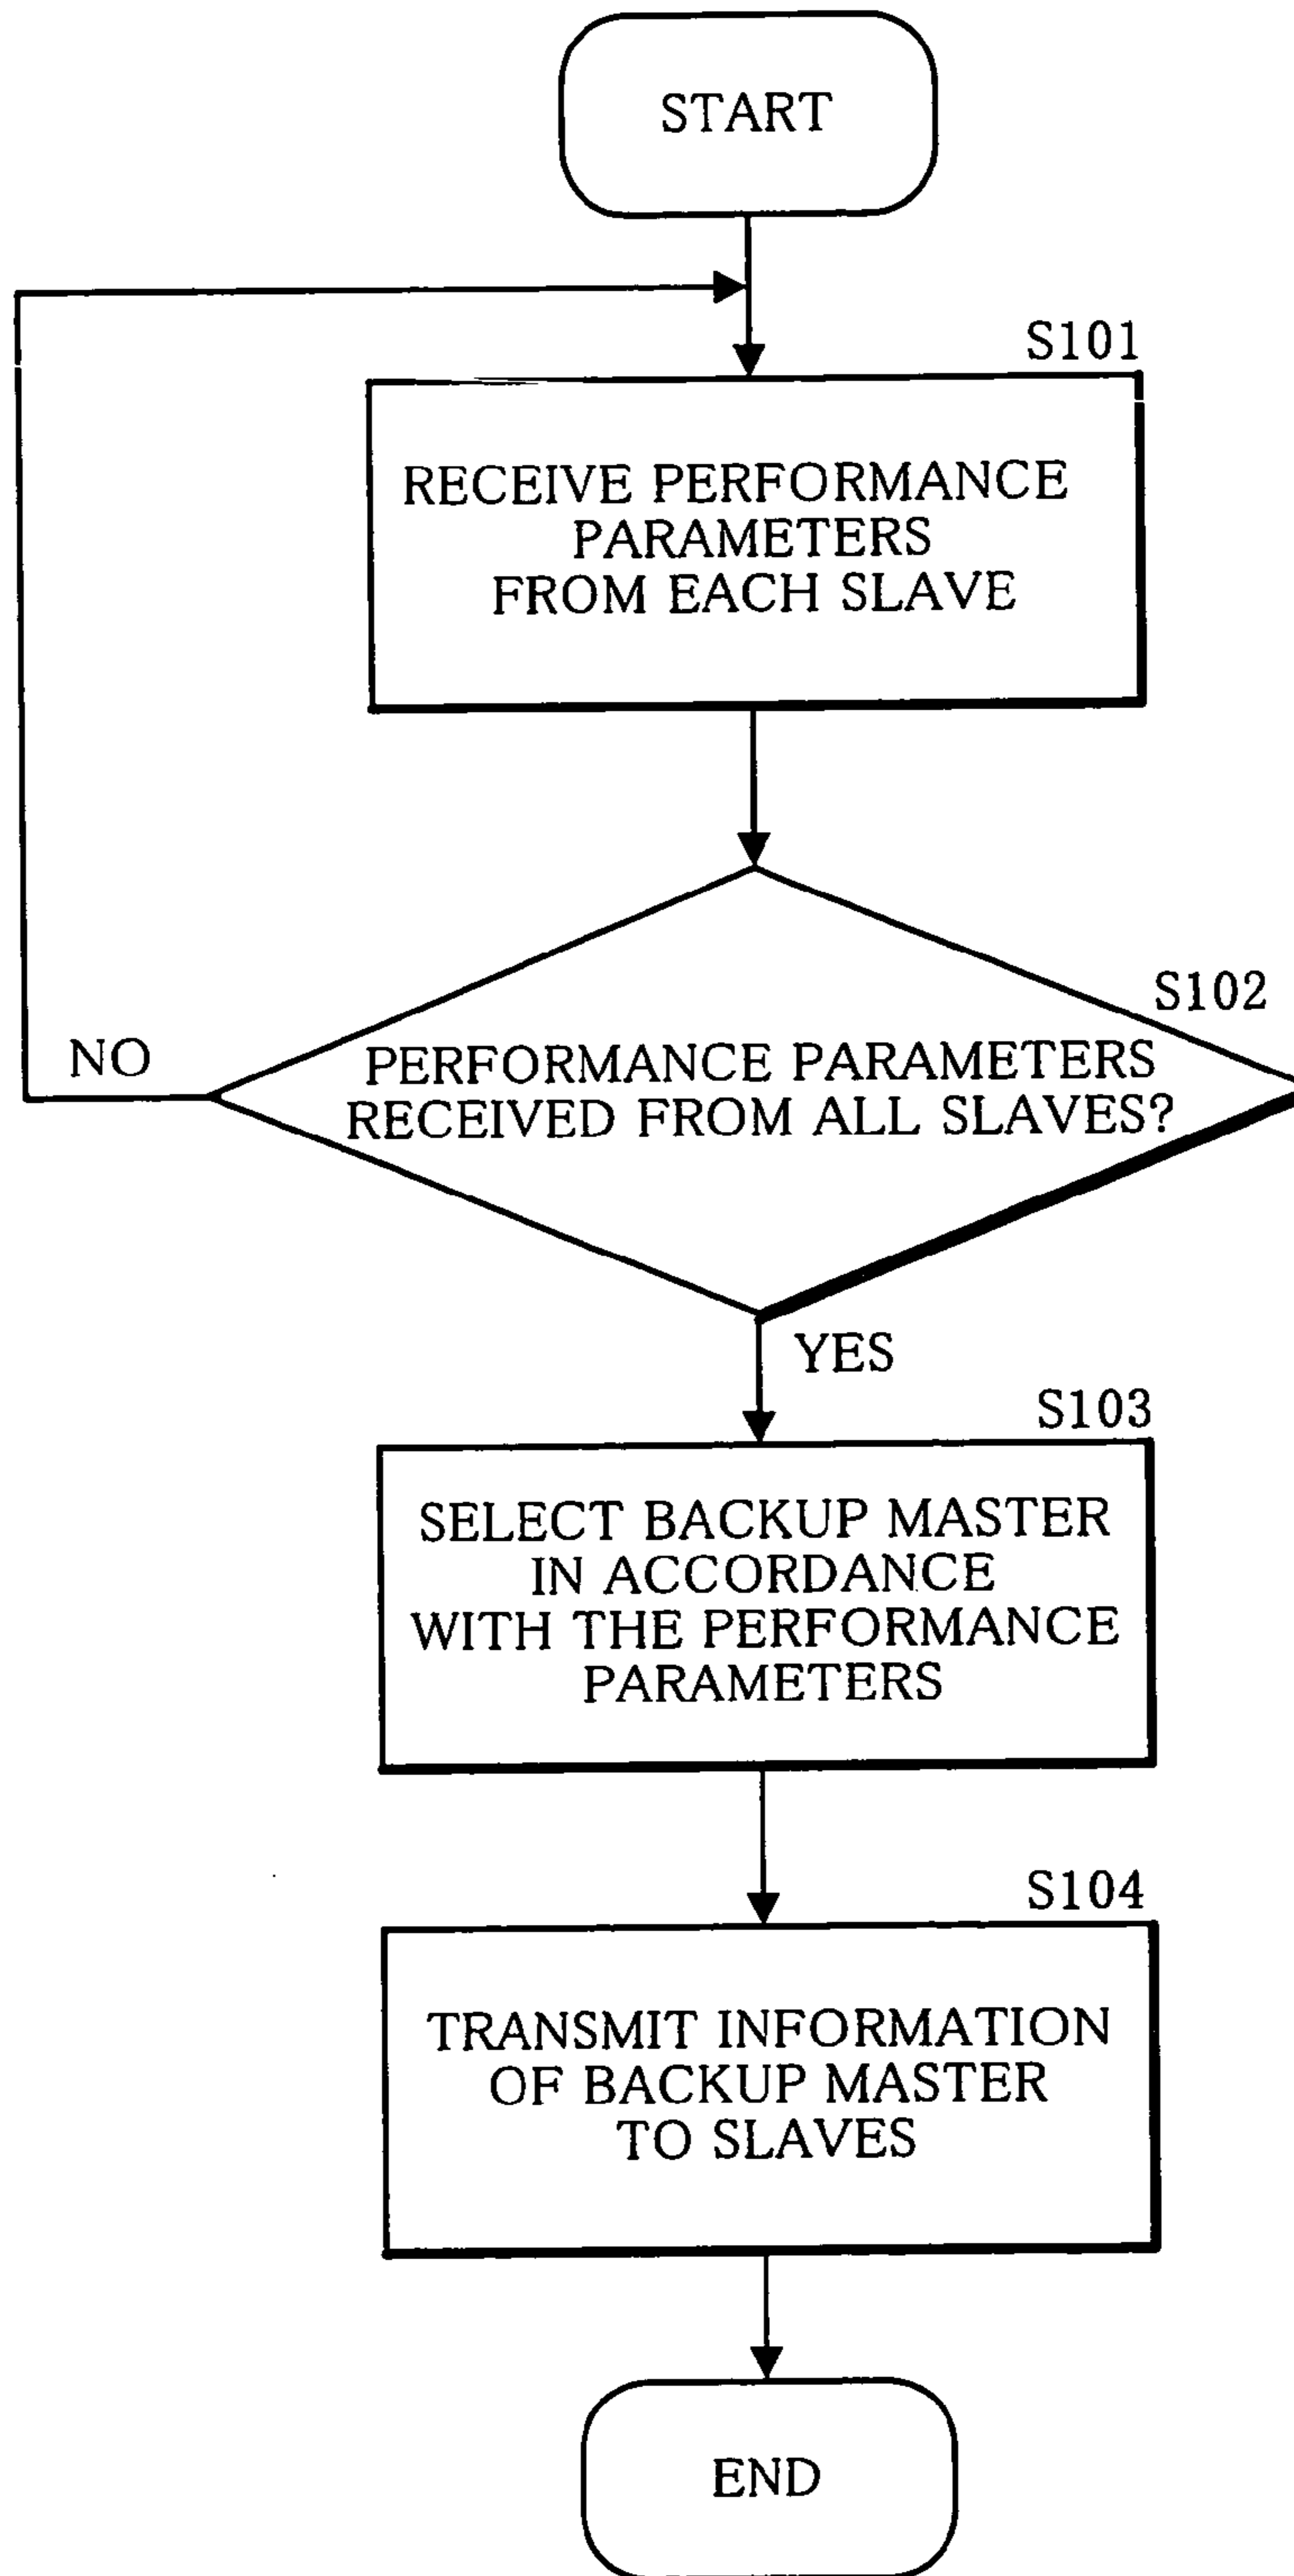 START
S101
RECEIVE PERFORMANCE
PARAMETERS
FROM EACH SLAVE
S102
NO
PERFORMANCE PARAMETERS
RECEIVED FROM ALL SLAVES?
YES
S103
SELECT BACKUP MASTER
IN ACCORDANCE
WITH THE PERFORMANCE
PARAMETERS
S104
TRANSMIT INFORMATION
OF BACKUP MASTER
TO SLAVES
END